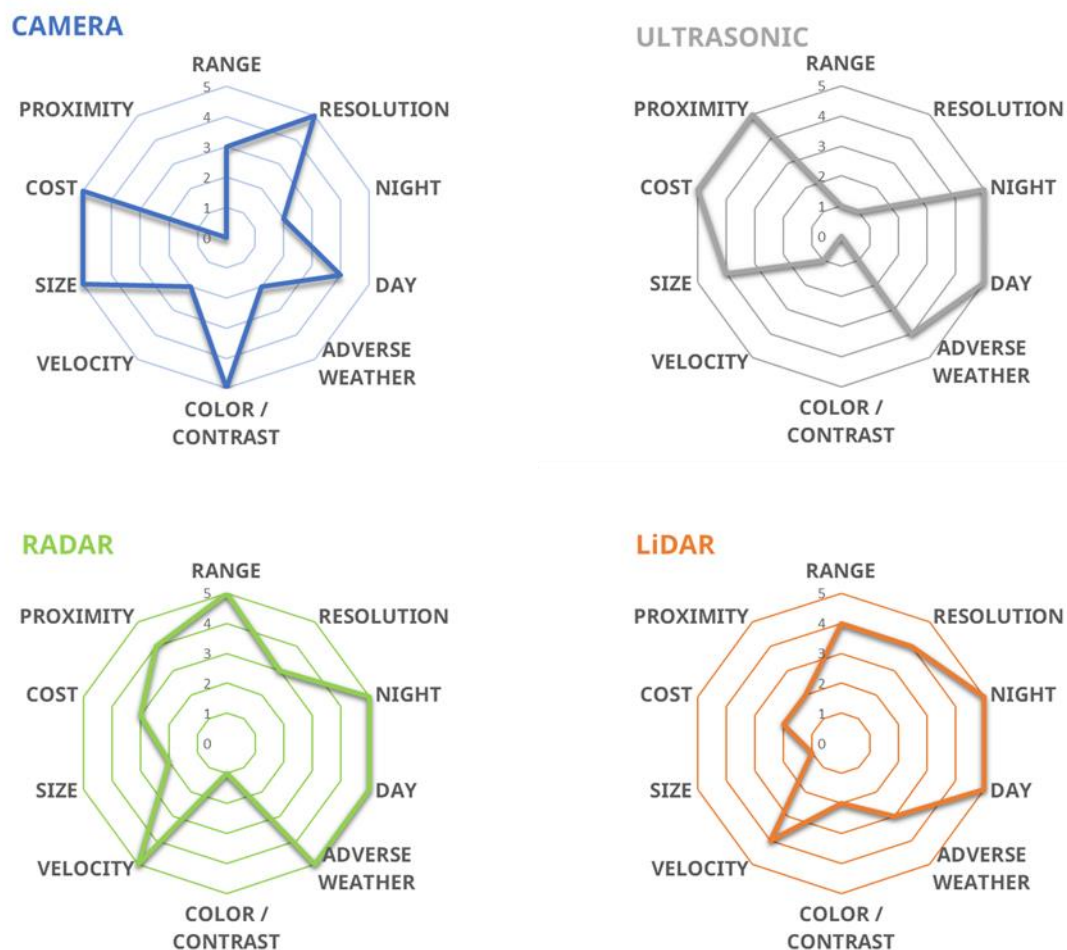 CAMERA
RANGE
5
4
3
2
1
0
RESOLUTION
NIGHT
DAY
ADVERSE
WEATHER
COLOR /
CONTRAST
VELOCITY
SIZE
COST
PROXIMITY
ULTRASONIC
RANGE
5
4
3
2
1
0
RESOLUTION
NIGHT
DAY
ADVERSE
WEATHER
COLOR /
CONTRAST
VELOCITY
SIZE
COST
PROXIMITY
RADAR
RANGE
5
4
3
2
1
0
RESOLUTION
NIGHT
DAY
ADVERSE
WEATHER
COLOR /
CONTRAST
VELOCITY
SIZE
COST
PROXIMITY
LiDAR
RANGE
5
4
3
2
1
0
RESOLUTION
NIGHT
DAY
ADVERSE
WEATHER
COLOR /
CONTRAST
VELOCITY
SIZE
COST
PROXIMITY